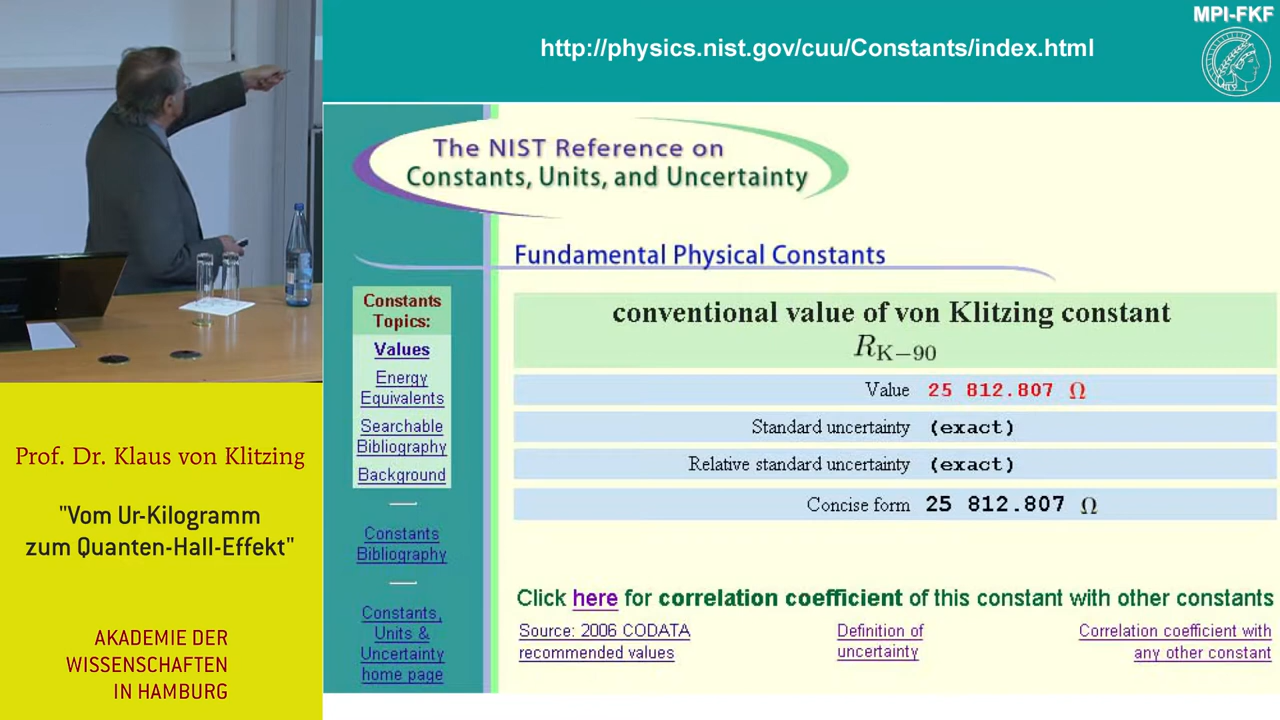 MPI-FKF
http://physics.nist.gov/cuu/Constants/index.html
The NIST Reference on
Constants, Units, and Uncertainty
Fundamental Physical Constants
Constants
Topics:
Values
Energy
Equivalents
Searchable
Bibliography
Background
Constants
Bibliography
Constants,
Units &
Uncertainty
home page
conventional value of von Klitzing constant
R K−90
Value 25 812.807 Ω
Standard uncertainty (exact)
Relative standard uncertainty (exact)
Concise form 25 812.807 Ω
Click here for correlation coefficient of this constant with other constants
Source: 2006 CODATA
recommended values
Definition of
uncertainty
Correlation coefficient with
any other constant
Prof. Dr. Klaus von Klitzing
"Vom Ur-Kilogramm
zum Quanten-Hall-Effekt"
AKADEMIE DER
WISSENSCHAFTEN
IN HAMBURG